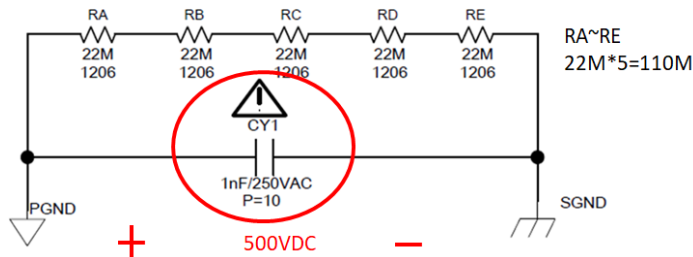 RA RB RC RD RE
22M 22M 22M 22M 22M
1206 1206 1206 1206 1206
RA~RE
22M*5=110M
!
CY1
1nF/250VAC
P=10
PGND
SGND
+ 500VDC −